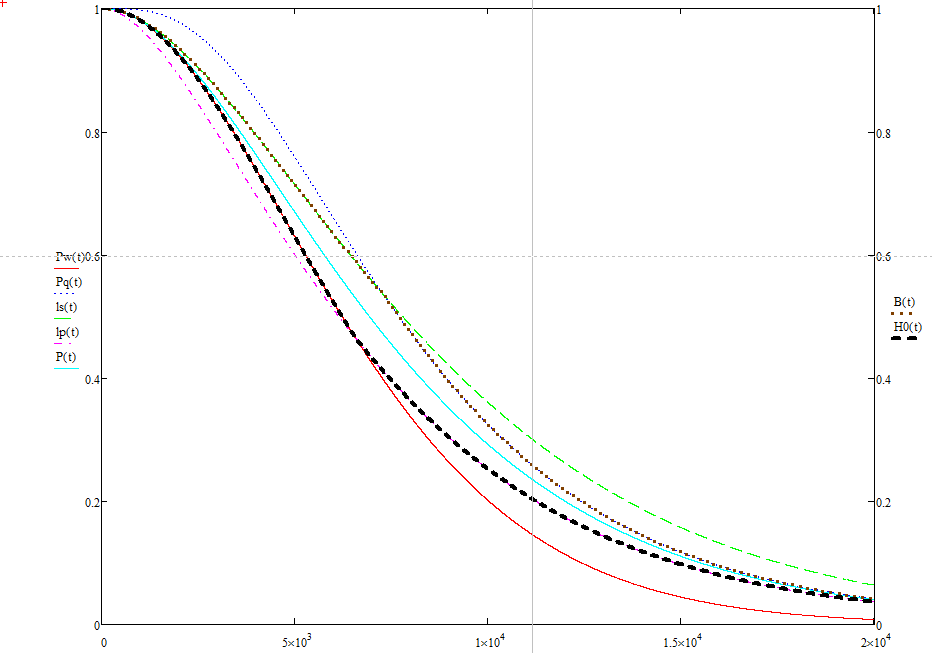 1
1
0.8
0.8
Pw(t)
0.6
0.6
Pq(t)
ls(t)
B(t)
lp(t)
H0(t)
P(t)
0.4
0.4
0.2
0.2
0
0
0
5×10³
1×10⁴
1.5×10⁴
2×10⁴